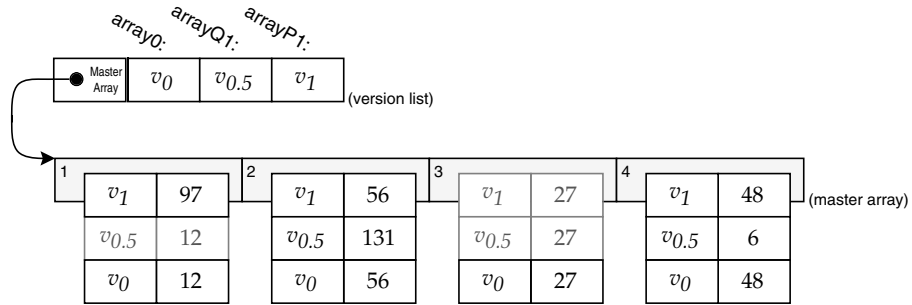 array0: arrayQ1: arrayP1:
Master Array v0 v0.5 v1
(version list)
1 2 3 4
v1 97 v1 56 v1 27 v1 48
(master array)
v0.5 12 v0.5 131 v0.5 27 v0.5 6
v0 12 v0 56 v0 27 v0 48